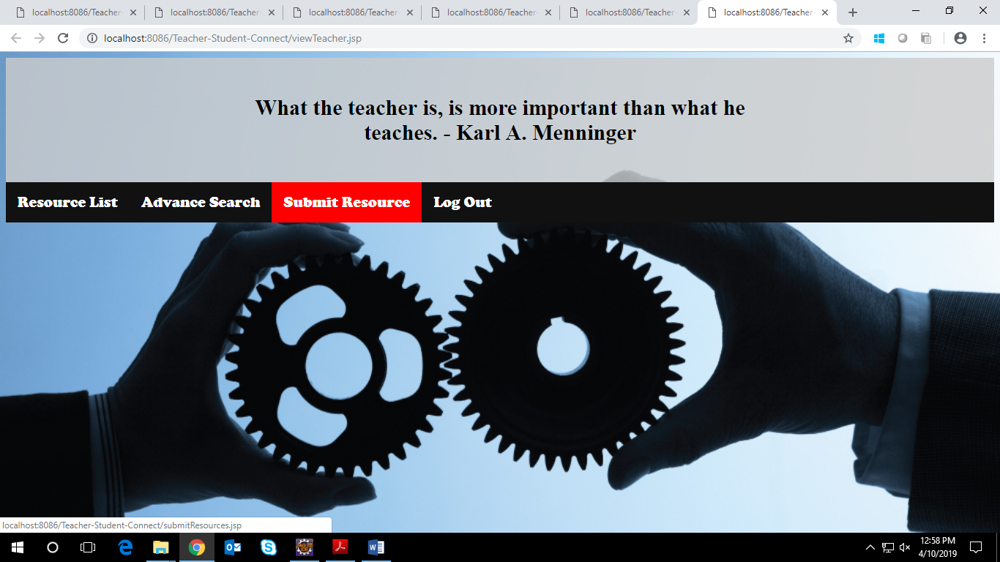 localhost:8086/Teacher-
localhost:8086/Teacher-
localhost:8086/Teacher-
localhost:8086/Teacher-
localhost:8086/Teacher-
localhost:8086/Teacher-
localhost:8086/Teacher-Student-Connect/viewTeacher.jsp
What the teacher is, is more important than what he
teaches. - Karl A. Menninger
Resource List Advance Search Submit Resource Log Out
localhost:8086/Teacher-Student-Connect/submitResources.jsp
Java EE
IDE
12:58 PM
4/10/2019